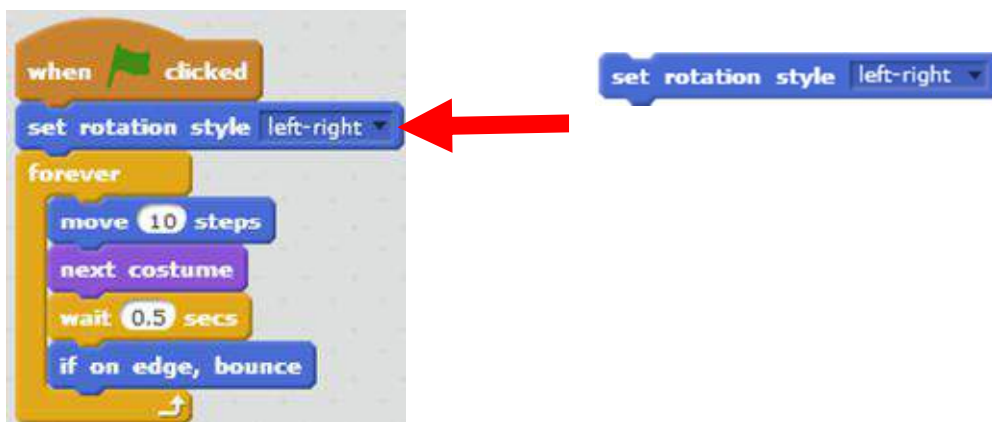 when clicked
set rotation style left-right
forever
move 10 steps
next costume
wait 0.5 secs
if on edge, bounce
set rotation style left-right